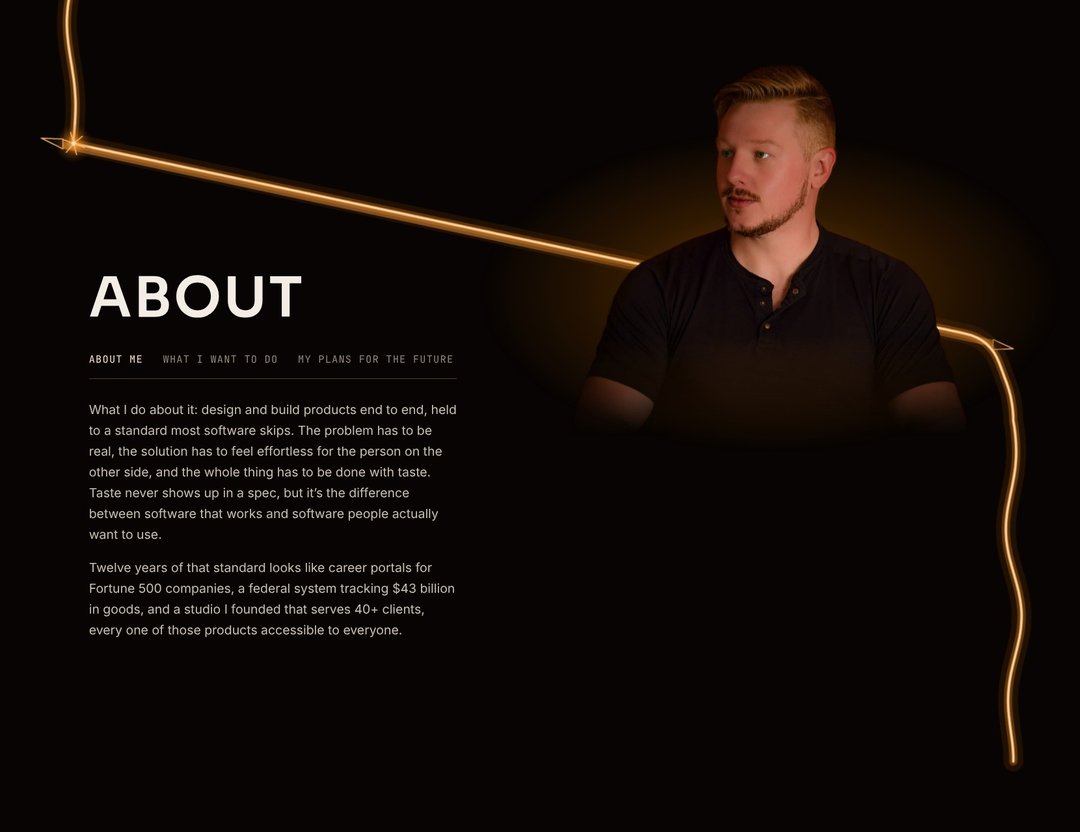 ABOUT
ABOUT ME WHAT I WANT TO DO MY PLANS FOR THE FUTURE
What I do about it: design and build products end to end, held
to a standard most software skips. The problem has to be
real, the solution has to feel effortless for the person on the
other side, and the whole thing has to be done with taste.
Taste never shows up in a spec, but it’s the difference
between software that works and software people actually
want to use.
Twelve years of that standard looks like career portals for
Fortune 500 companies, a federal system tracking $43 billion
in goods, and a studio I founded that serves 40+ clients,
every one of those products accessible to everyone.